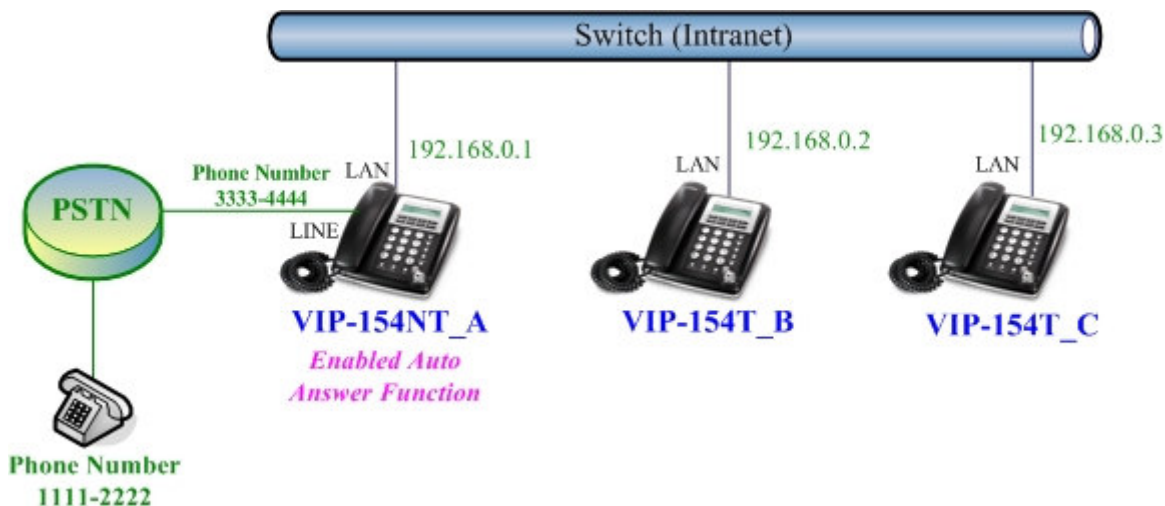 Switch (Intranet)
192.168.0.1
192.168.0.2
192.168.0.3
LAN
LAN
LAN
Phone Number
3333-4444
PSTN
LINE
VIP-154NT_A
VIP-154T_B
VIP-154T_C
Enabled Auto
Answer Function
Phone Number
1111-2222